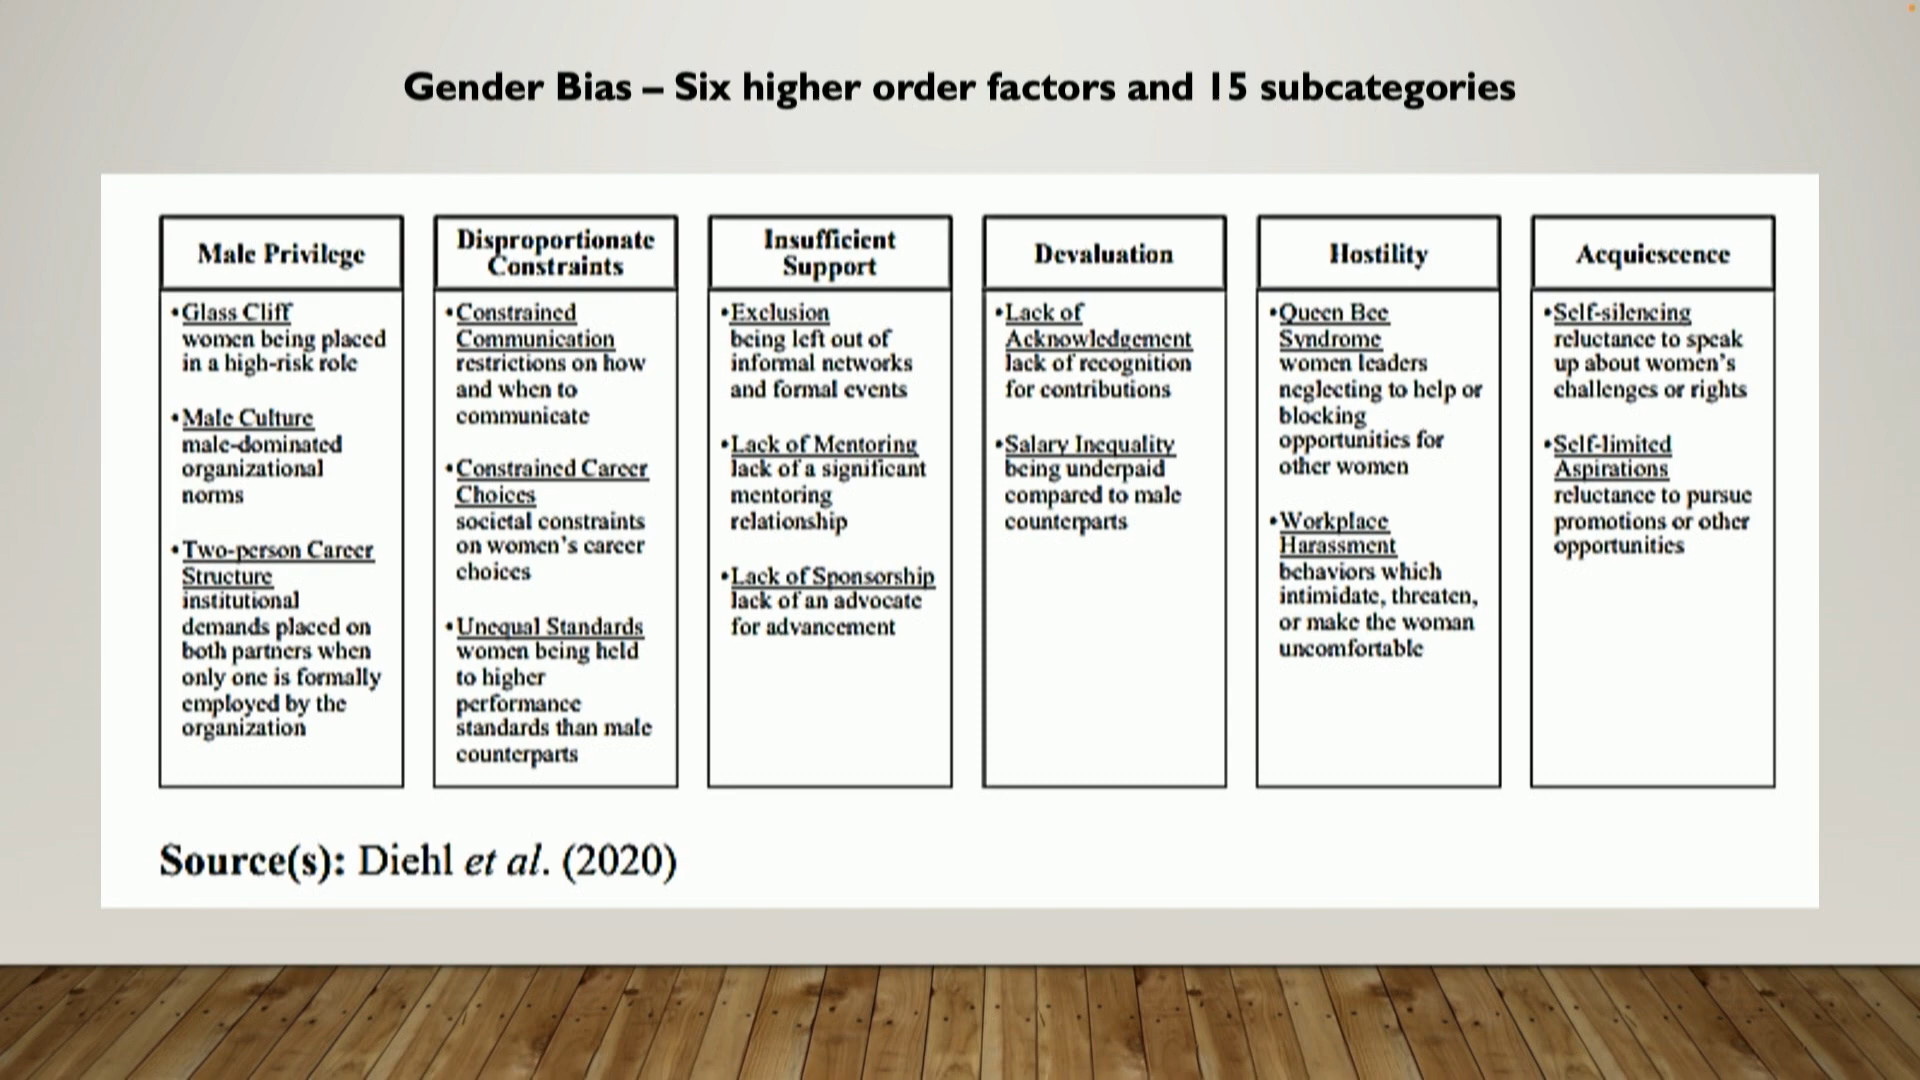 Gender Bias – Six higher order factors and 15 subcategories
Male Privilege
•Glass Cliff
women being placed
in a high-risk role
•Male Culture
male-dominated
organizational
norms
•Two-person Career
Structure
institutional
demands placed on
both partners when
only one is formally
employed by the
organization
Disproportionate
Constraints
•Constrained
Communication
restrictions on how
and when to
communicate
•Constrained Career
Choices
societal constraints
on women's career
choices
•Unequal Standards
women being held
to higher
performance
standards than male
counterparts
Insufficient
Support
•Exclusion
being left out of
informal networks
and formal events
•Lack of Mentoring
lack of a significant
mentoring
relationship
•Lack of Sponsorship
lack of an advocate
for advancement
Devaluation
•Lack of
Acknowledgement
lack of recognition
for contributions
•Salary Inequality
being underpaid
compared to male
counterparts
Hostility
•Queen Bee
Syndrome
women leaders
neglecting to help or
blocking
opportunities for
other women
•Workplace
Harassment
behaviors which
intimidate, threaten,
or make the woman
uncomfortable
Acquiescence
•Self-silencing
reluctance to speak
up about women's
challenges or rights
•Self-limited
Aspirations
reluctance to pursue
promotions or other
opportunities
Source(s): Diehl et al. (2020)